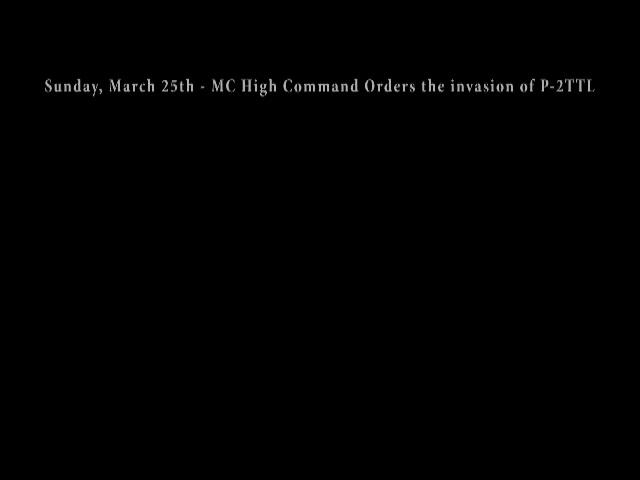 Sunday, March 25th - MC High Command Orders the invasion of P-2TTL